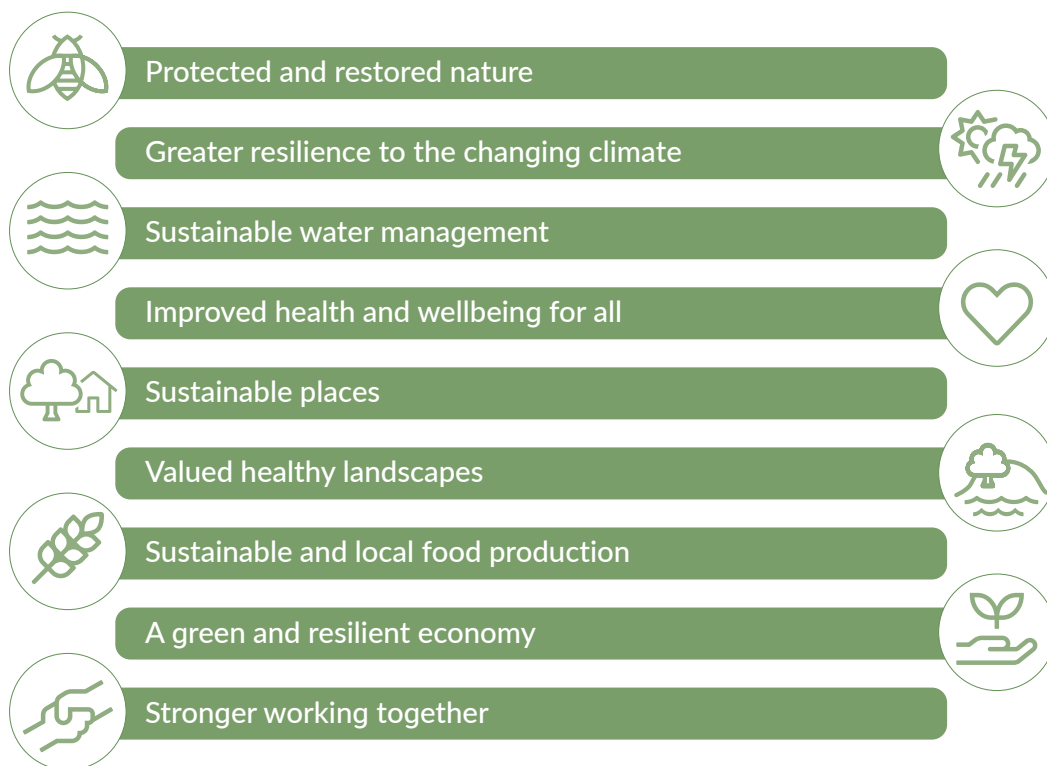 Protected and restored nature
Greater resilience to the changing climate
Sustainable water management
Improved health and wellbeing for all
Sustainable places
Valued healthy landscapes
Sustainable and local food production
A green and resilient economy
Stronger working together